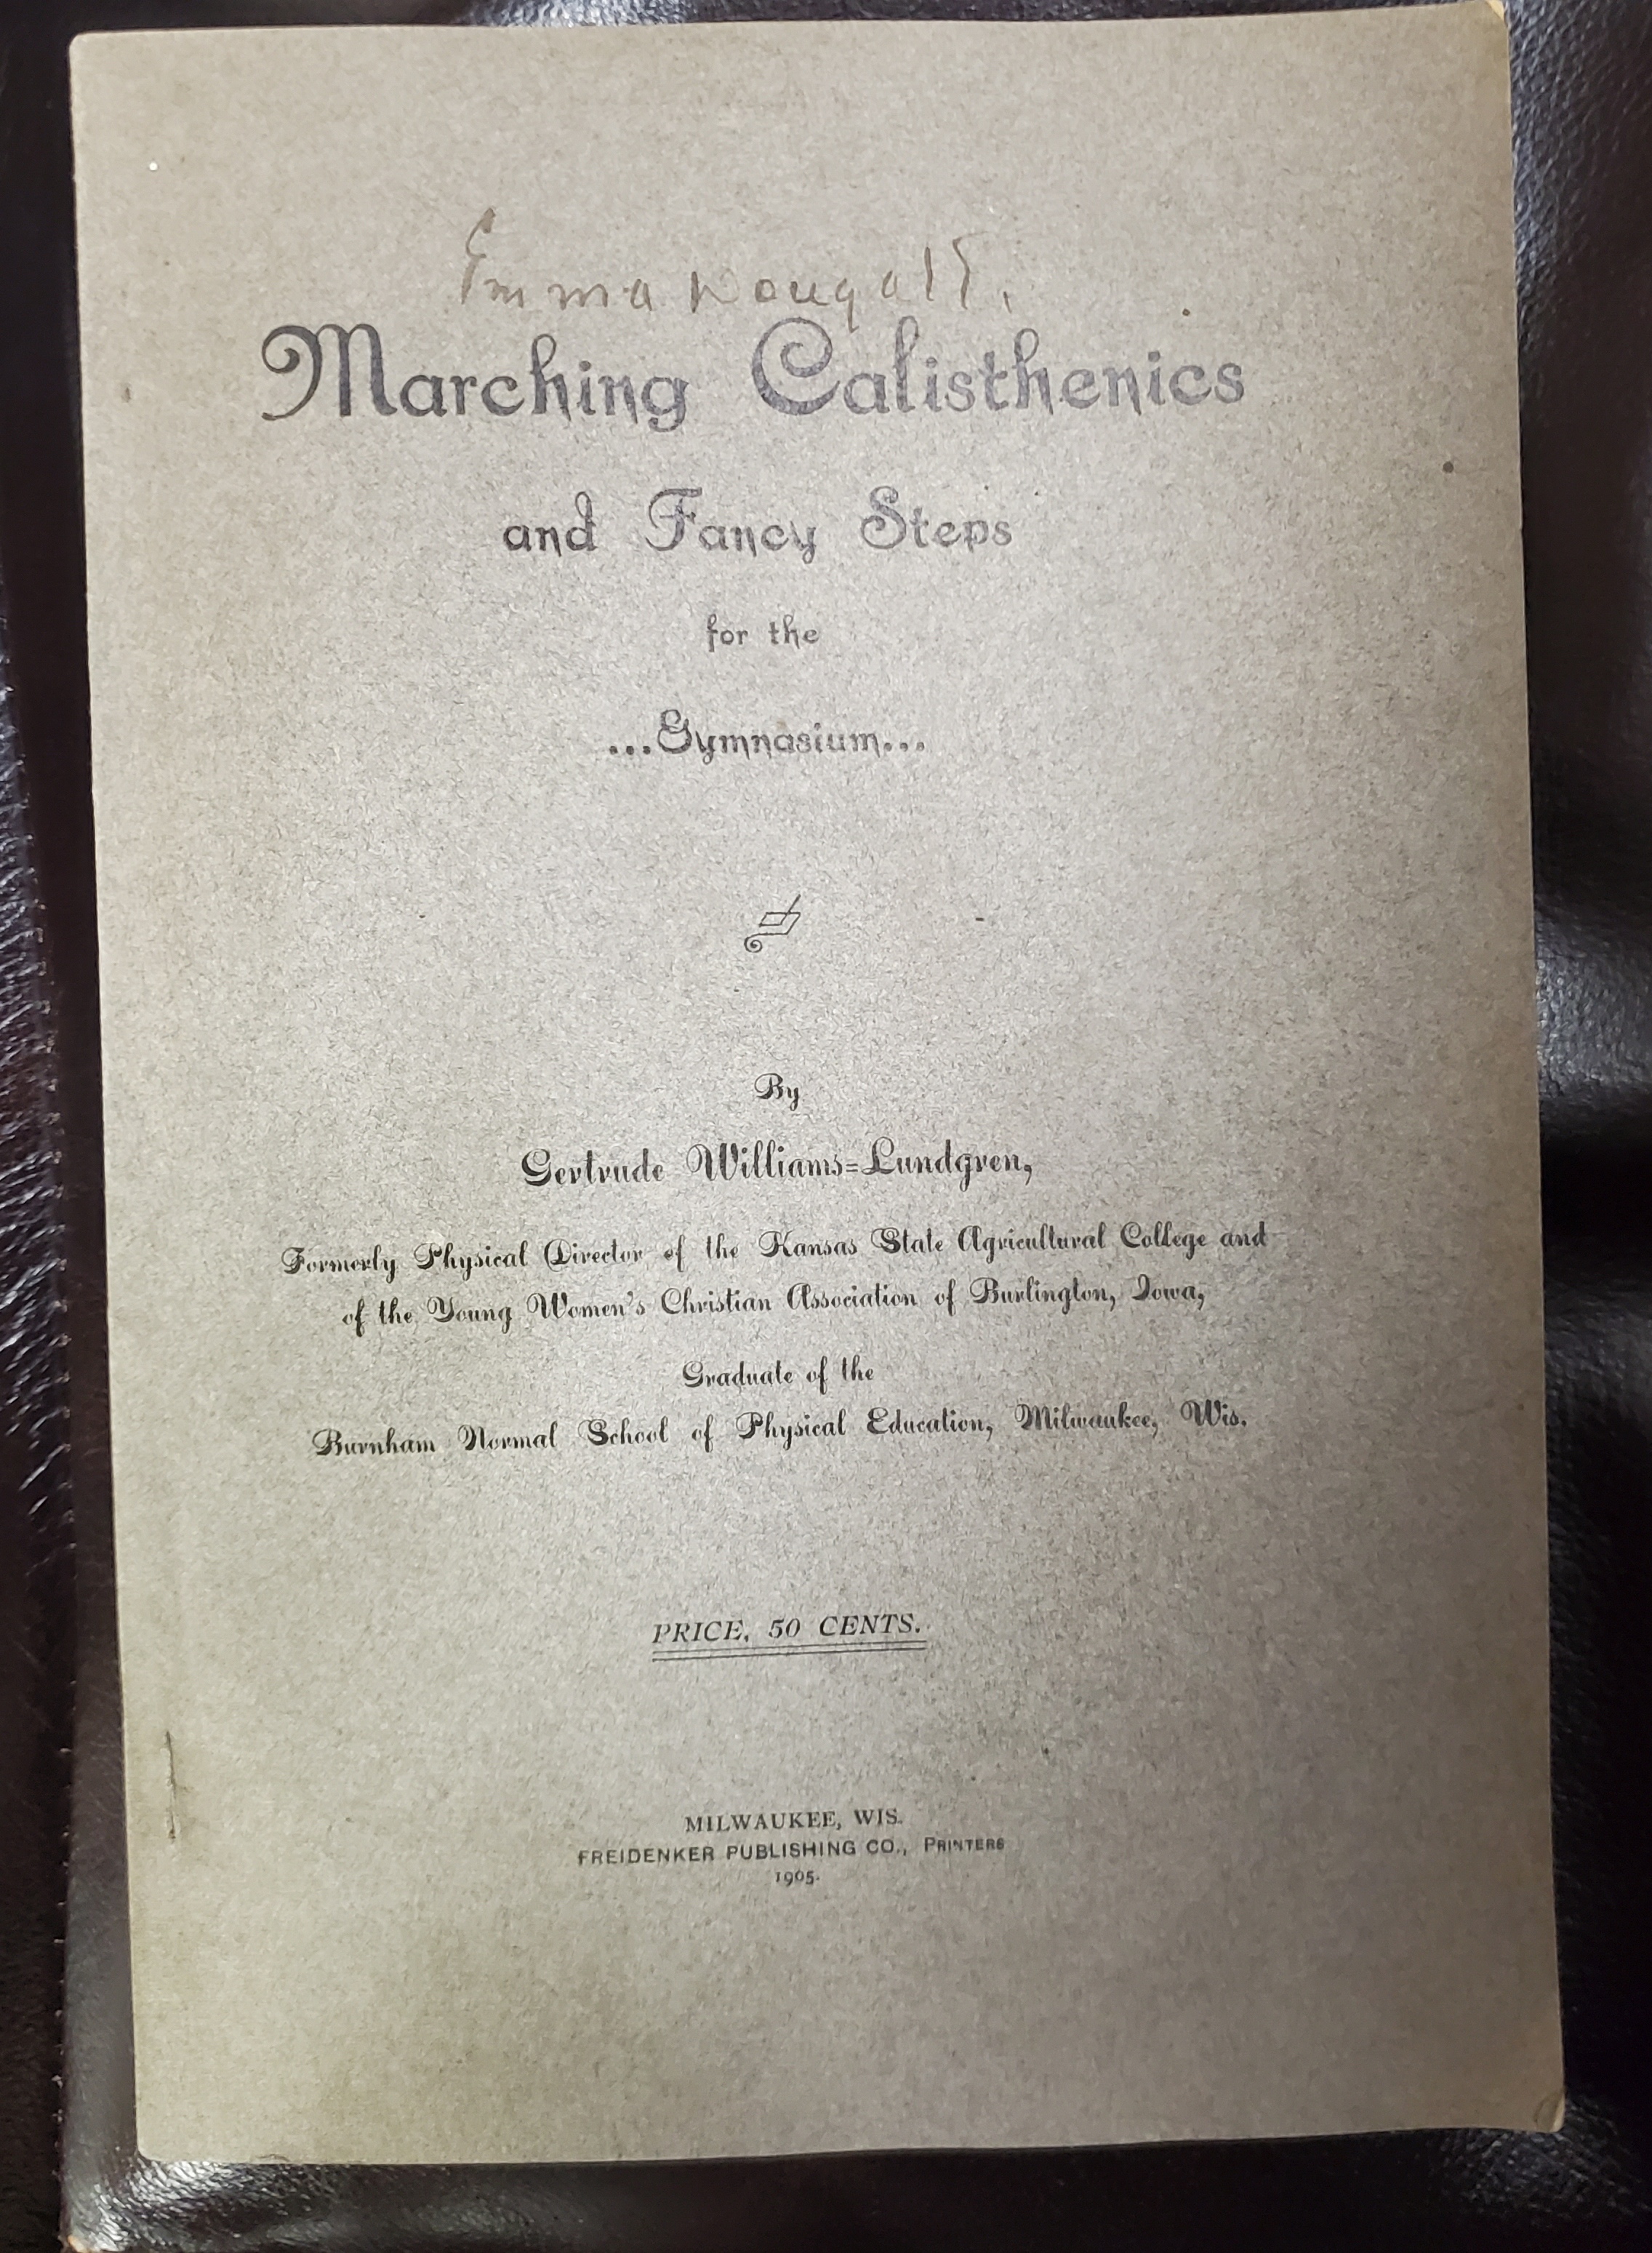 Emma
Marching Calisthenics
and Fancy Steps
for the
...Gymnasium...
By
Gertrude Williams=Lundgren,
Formerly Physical Director of the Kansas State Agricultural College and
of the Young Women's Christian Association of Burlington, Iowa,
Graduate of the
Burnham Normal School of Physical Education, Milwaukee, Wis.
PRICE, 50 CENTS.
MILWAUKEE, WIS.
FREIDENKER PUBLISHING CO., PRINTERS
1905.